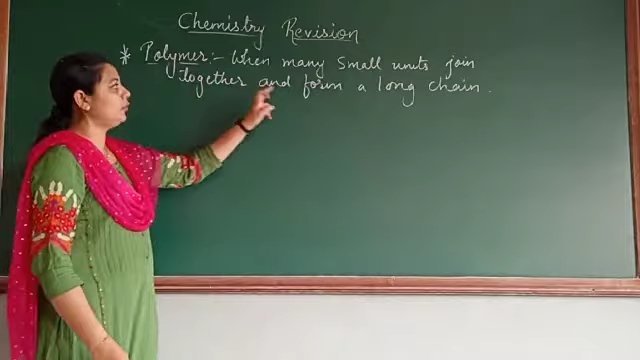 Chemistry Revision
* Polymer :- When many Small units join
together and form a long chain.